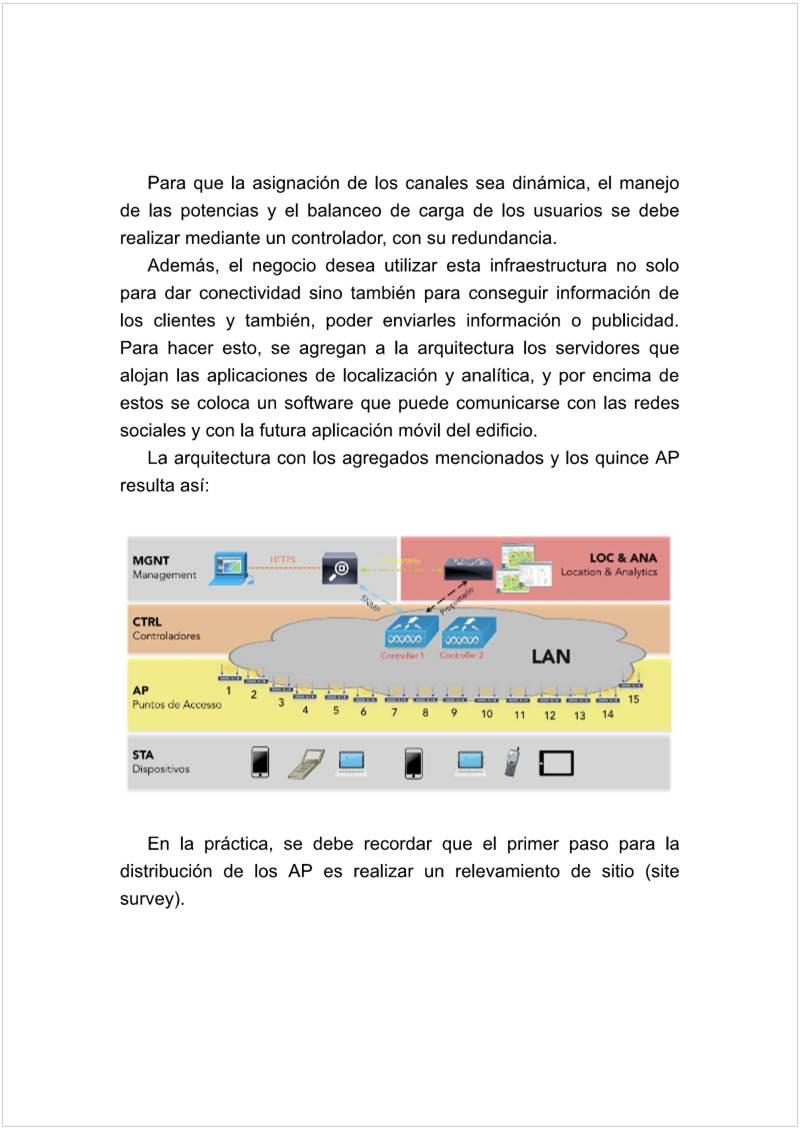 Para que la asignación de los canales sea dinámica, el manejo
de las potencias y el balanceo de carga de los usuarios se debe
realizar mediante un controlador, con su redundancia.
Además, el negocio desea utilizar esta infraestructura no solo
para dar conectividad sino también para conseguir información de
los clientes y también, poder enviarles información o publicidad.
Para hacer esto, se agregan a la arquitectura los servidores que
alojan las aplicaciones de localización y analítica, y por encima de
estos se coloca un software que puede comunicarse con las redes
sociales y con la futura aplicación móvil del edificio.
La arquitectura con los agregados mencionados y los quince AP
resulta así:
MGNT
Management
HTTPS
LOC & ANA
Location & Analytics
SNMP
Propietario
CTRL
Controladores
Controller 1
Controller 2
LAN
AP
Puntos de Accesso
1 2 3 4 5 6 7 8 9 10 11 12 13 14 15
STA
Dispositivos
En la práctica, se debe recordar que el primer paso para la
distribución de los AP es realizar un relevamiento de sitio (site
survey).